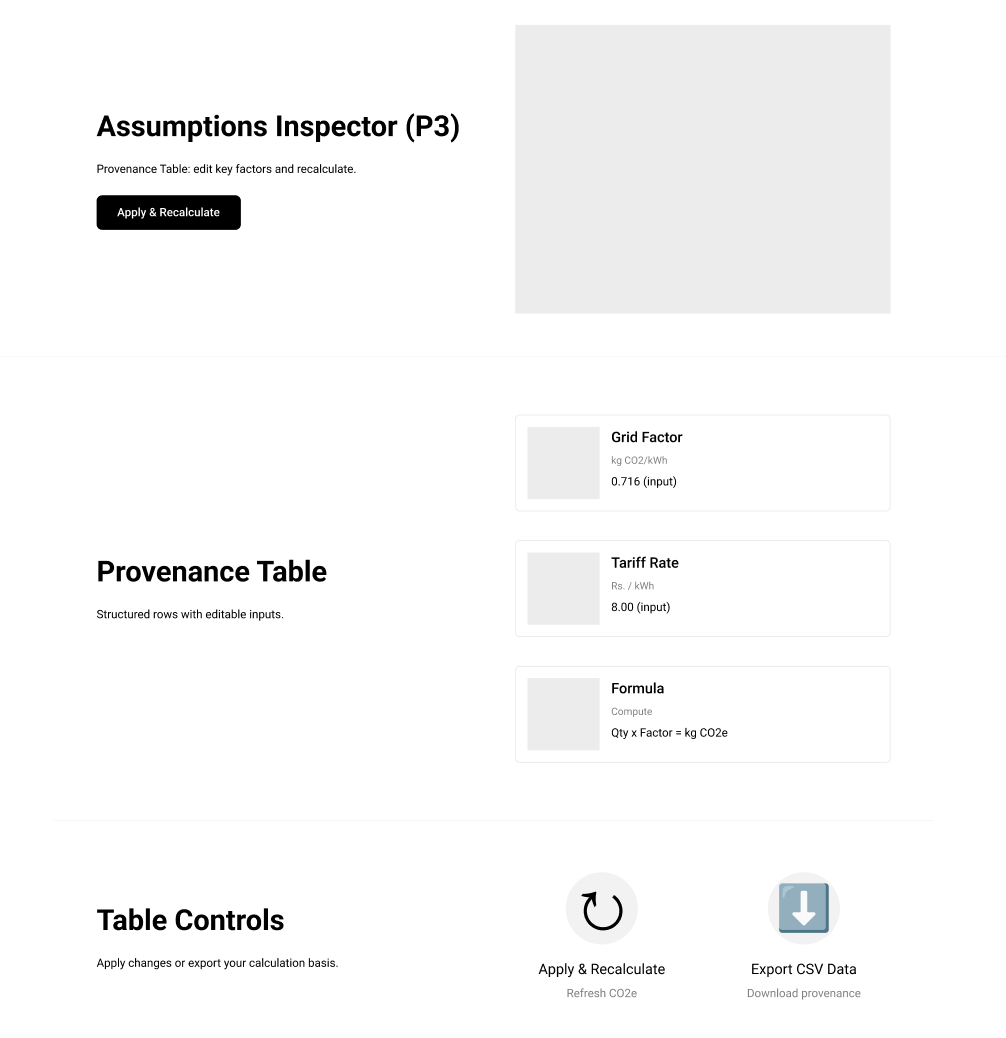 Assumptions Inspector (P3)
Provenance Table: edit key factors and recalculate.
Apply & Recalculate
Provenance Table
Structured rows with editable inputs.
Grid Factor
kg CO2/kWh
0.716 (input)
Tariff Rate
Rs. / kWh
8.00 (input)
Formula
Compute
Qty x Factor = kg CO2e
Table Controls
Apply changes or export your calculation basis.
Apply & Recalculate
Refresh CO2e
Export CSV Data
Download provenance